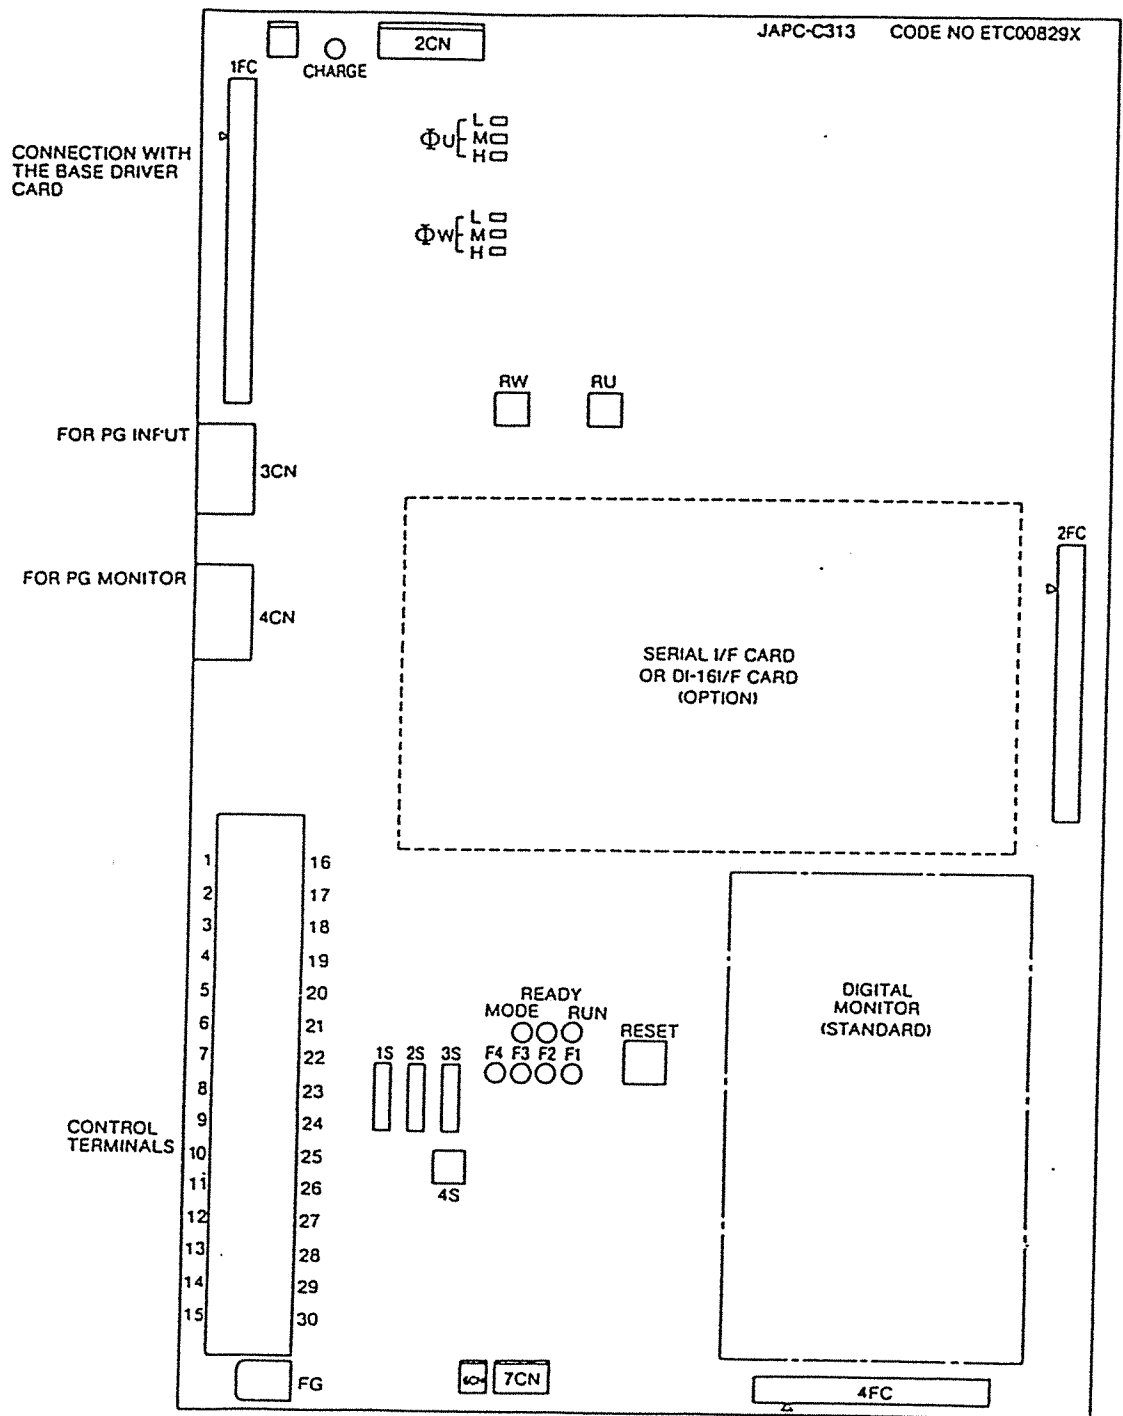 JAPC-C313 CODE NO ETC00829X
2CN
CHARGE
1FC
CONNECTION WITH
THE BASE DRIVER
CARD
ΦU
L
M
H
ΦW
L
M
H
RW
RU
FOR PG INPUT
3CN
2FC
FOR PG MONITOR
4CN
SERIAL I/F CARD
OR DI-16I/F CARD
(OPTION)
1 16
2 17
3 18
4 19
5 20
6 21
7 22
8 23
9 24
10 25
11 26
12 27
13 28
14 29
15 30
CONTROL
TERMINALS
DIGITAL
MONITOR
(STANDARD)
READY
MODE RUN
RESET
1S 2S 3S F4 F3 F2 F1
4S
FG
6CN
7CN
4FC